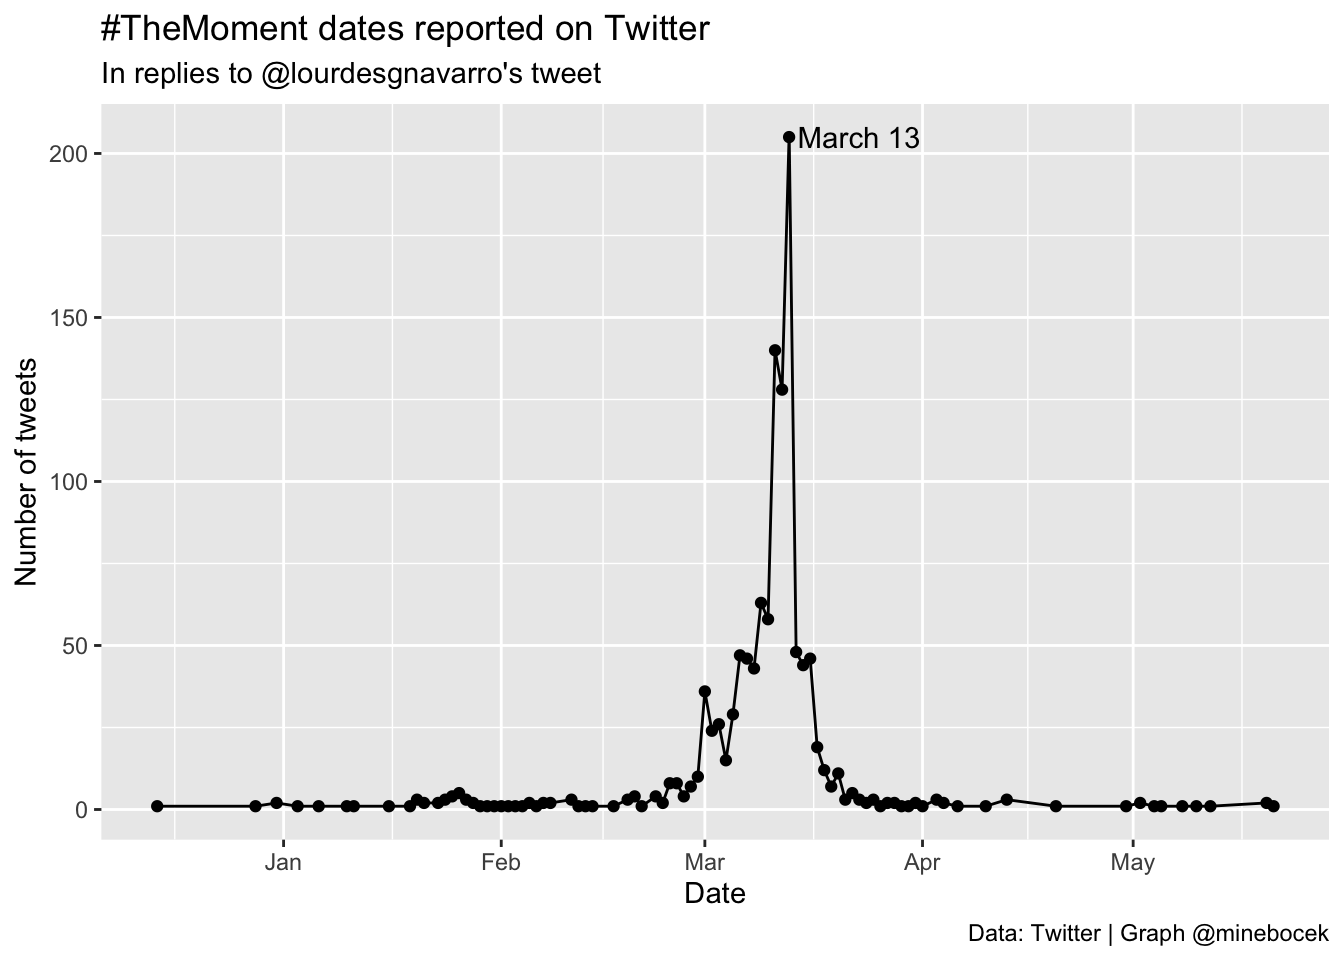 #TheMoment dates reported on Twitter
In replies to @lourdesgnavarro's tweet
March 13
200
150
100
50
0
Number of tweets
Jan Feb Mar Apr May
Date
Data: Twitter | Graph @minebocek